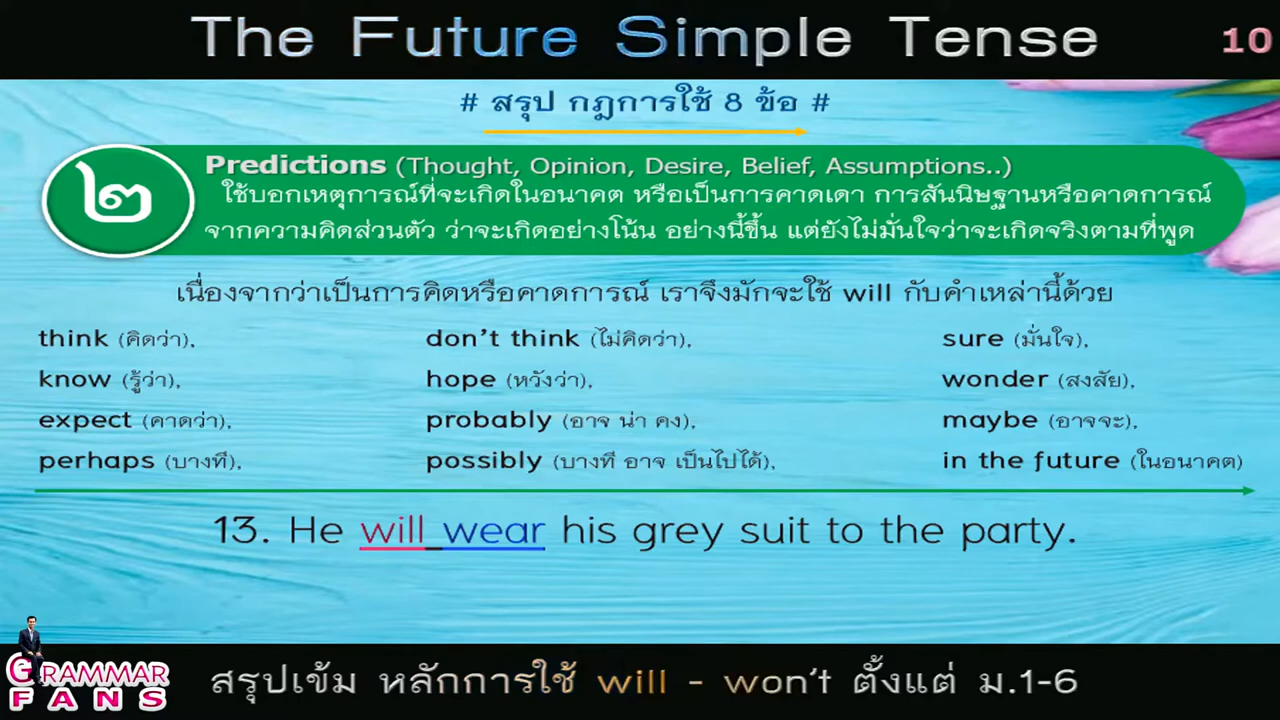 The Future Simple Tense
10
# สรุป กฎการใช้ 8 ข้อ #
๒
Predictions (Thought, Opinion, Desire, Belief, Assumptions..)
ใช้บอกเหตุการณ์ที่จะเกิดในอนาคต หรือเป็นการคาดเดา การสันนิษฐานหรือคาดการณ์
จากความคิดส่วนตัว ว่าจะเกิดอย่างโน้น อย่างนี้ขึ้น แต่ยังไม่มั่นใจว่าจะเกิดจริงตามที่พูด
เนื่องจากว่าเป็นการคิดหรือคาดการณ์ เราจึงมักจะใช้ will กับคำเหล่านี้ด้วย
think (คิดว่า), don't think (ไม่คิดว่า), sure (มั่นใจ),
know (รู้ว่า), hope (หวังว่า), wonder (สงสัย),
expect (คาดว่า), probably (อาจ น่า คง), maybe (อาจจะ),
perhaps (บางที), possibly (บางที อาจ เป็นไปได้), in the future (ในอนาคต)
13. He will wear his grey suit to the party.
GRAMMAR
FANS
สรุปเข้ม หลักการใช้ will - won't ตั้งแต่ ม.1-6